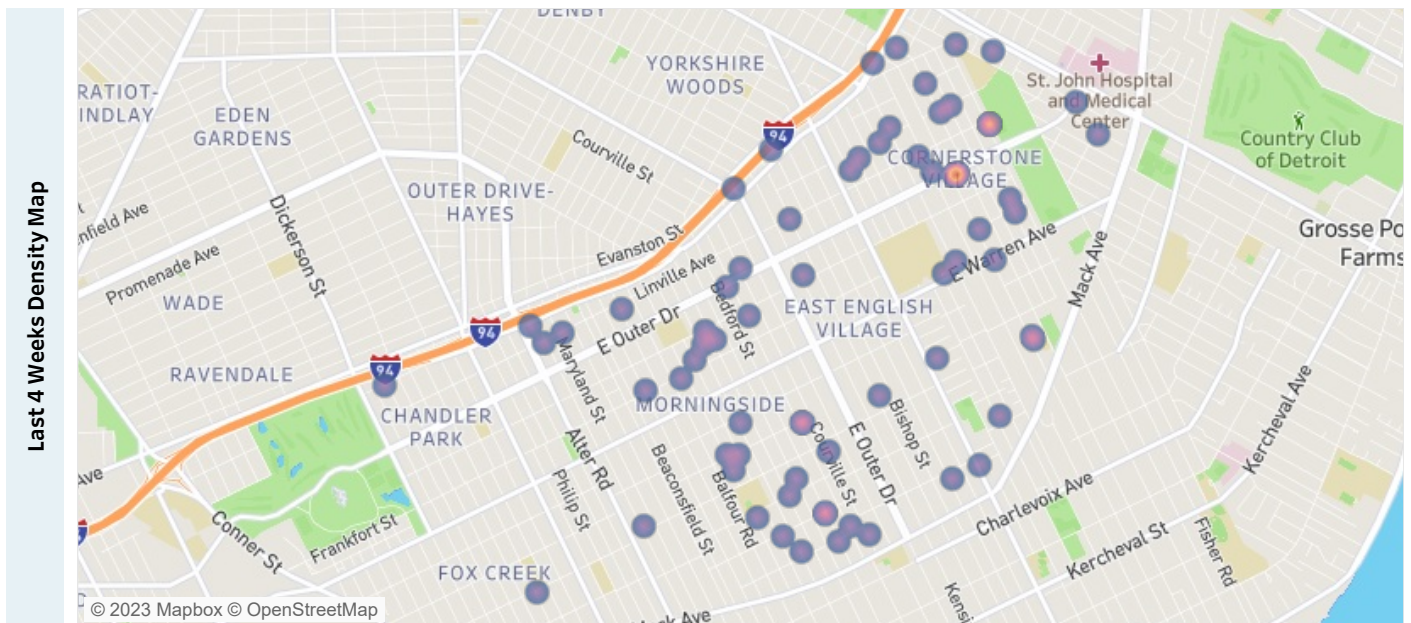 Last 4 Weeks Density Map
DENBY
YORKSHIRE
WOODS
St. John Hospital
and Medical
Center
RATIOT-
INDLAY
EDEN
GARDENS
94
Country Club
of Detroit
Courville St
CORNERSTONE
VILLAGE
OUTER DRIVE-
HAYES
Dickerson St
nfield Ave
Evanston St
Grosse Po
Farms
E Warren Ave
Promenade Ave
Linville Ave
Mack Ave
WADE
Bedford St
EAST ENGLISH
VILLAGE
E Outer Dr
94
Maryland St
94
RAVENDALE
MORNINGSIDE
CHANDLER
PARK
Kercheval Ave
Bishop St
E Outer Dr
Courville St
Alter Rd
Beaconsfield St
Balfour Rd
Philip St
Ave
Charlevoix Ave
Conner St
Frankfort St
Kercheval St
Fisher Rd
FOX CREEK
Kensi
© 2023 Mapbox © OpenStreetMap
ack Ave